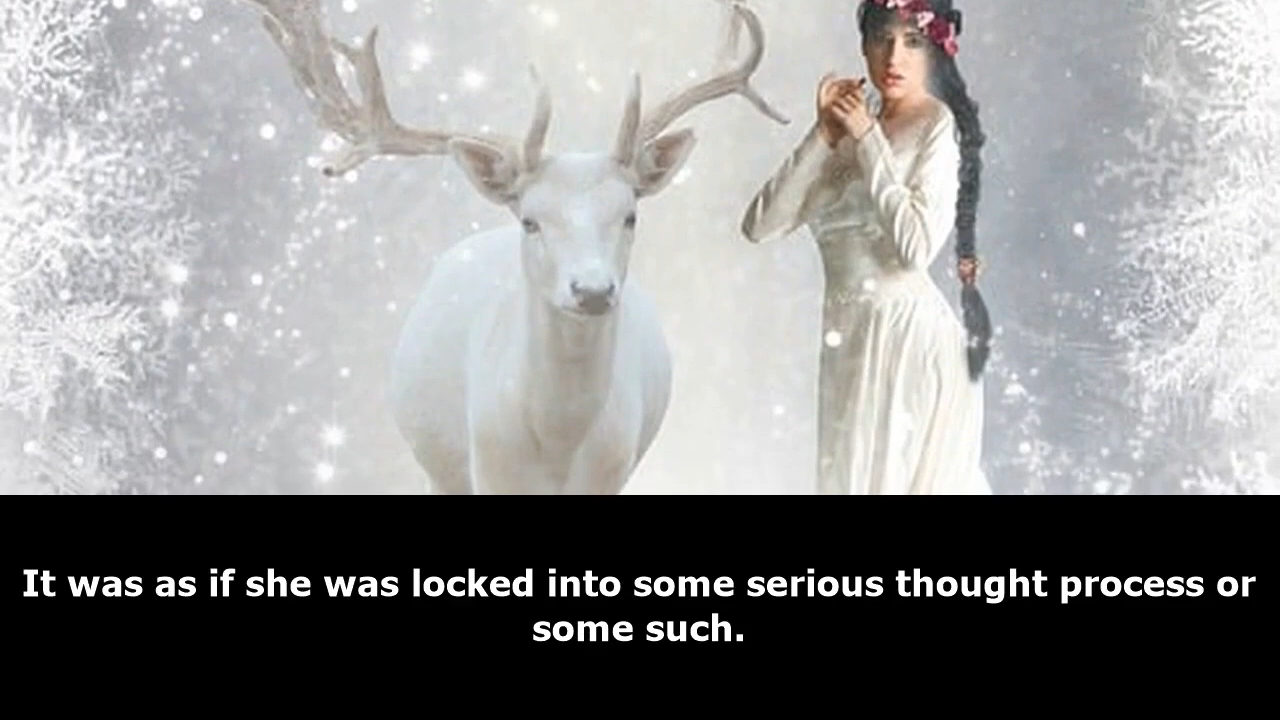 It was as if she was locked into some serious thought process or
some such.